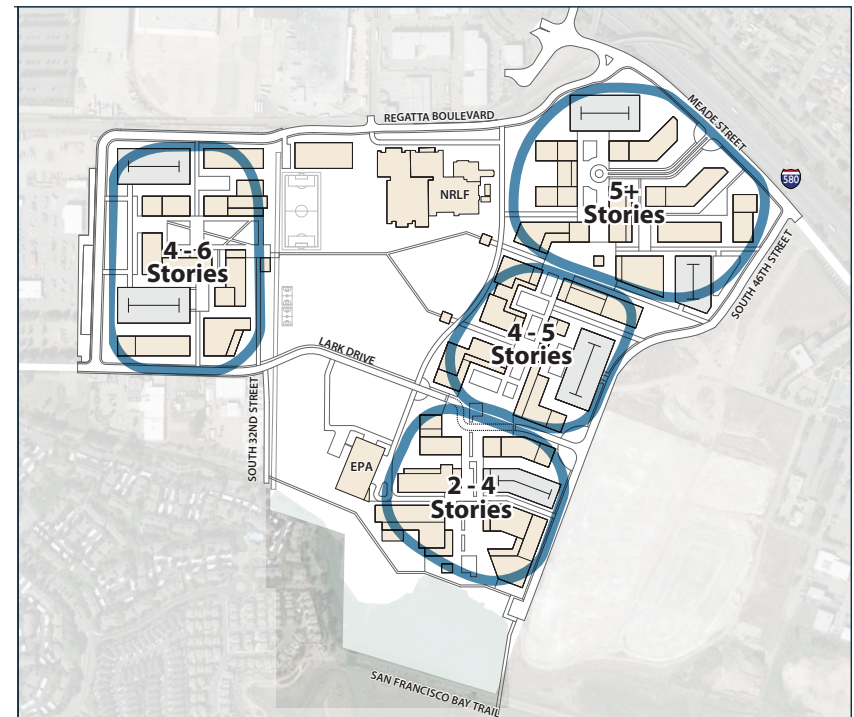 REGATTA BOULEVARD
MEADE STREET
580
NRLF
5+
Stories
4 - 6
Stories
SOUTH 46TH STREET
4 - 5
Stories
LARK DRIVE
SOUTH 32ND STREET
EPA
2 - 4
Stories
SAN FRANCISCO BAY TRAIL